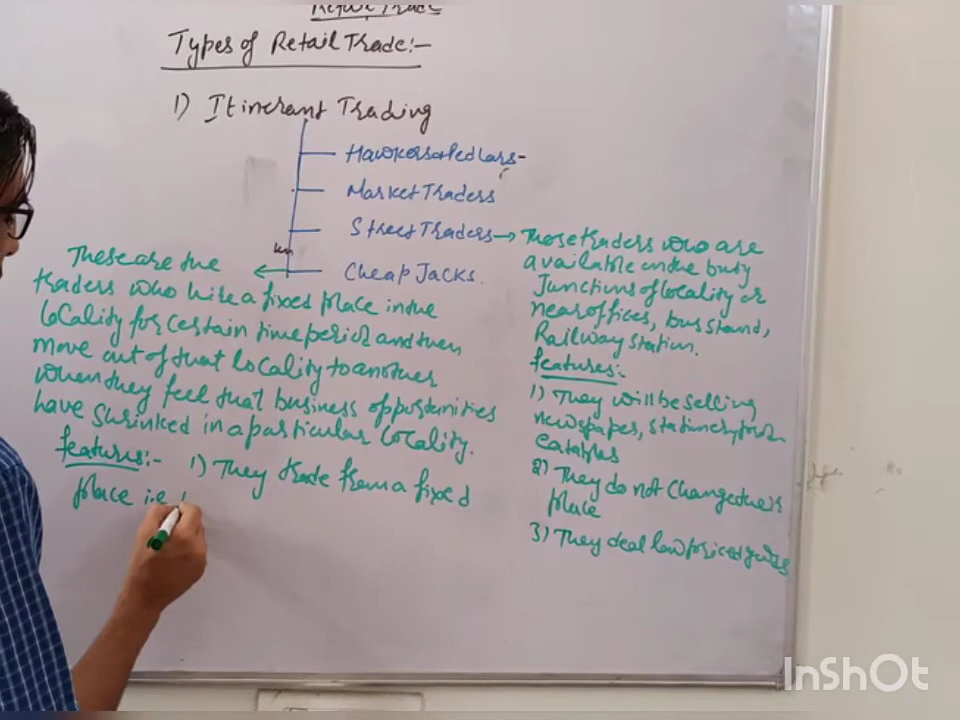 Retail Trade
Types of Retail Trade:-
1) Itinerant Trading
Hawkers & Pedlars-
Market Traders
Street Traders → Those traders who are
available in the busy
Junctions of locality or
near offices, bus stand,
Railway Station.
features:-
1) They will be selling
newspapers, stationery
eatables
2) They do not change their
place
3) They deal low priced goods
Cheap Jacks.
These are the
traders who hire a fixed place in the
locality for certain time period and then
move out of that locality to another
when they feel that business opportunities
have shrinked in a particular locality.
features:- 1) They trade from a fixed
place i.e
InShOt